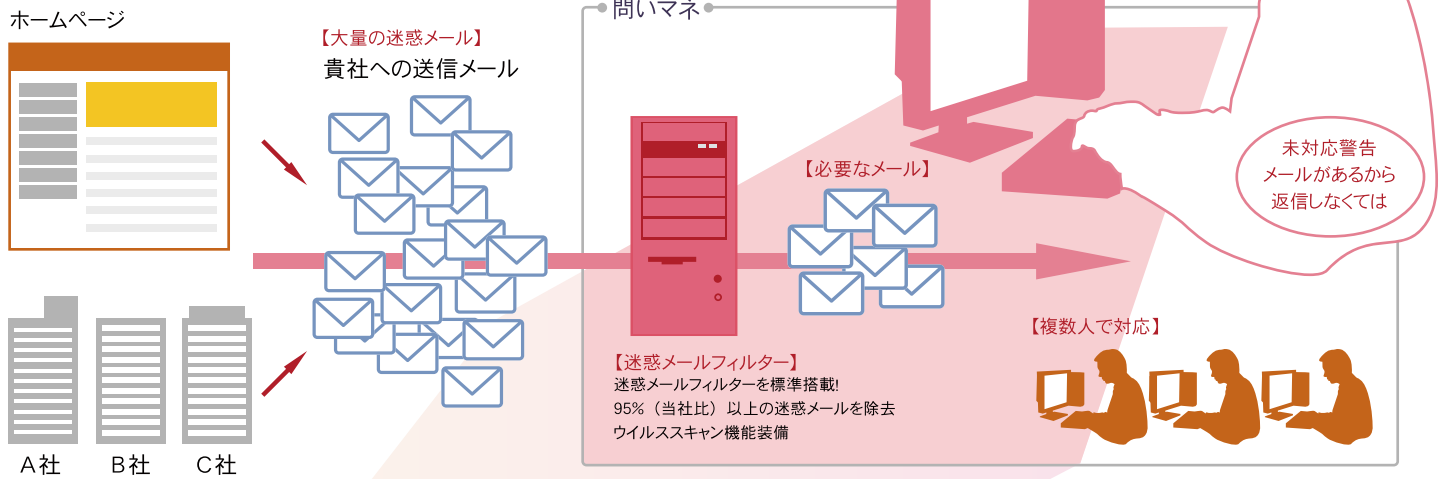 ホームページ
【大量の迷惑メール】
貴社への送信メール
問いマネ
【必要なメール】
未対応警告
メールがあるから
返信しなくては
【迷惑メールフィルター】
迷惑メールフィルターを標準搭載!
95%（当社比）以上の迷惑メールを除去
ウイルススキャン機能装備
【複数人で対応】
A社
B社
C社